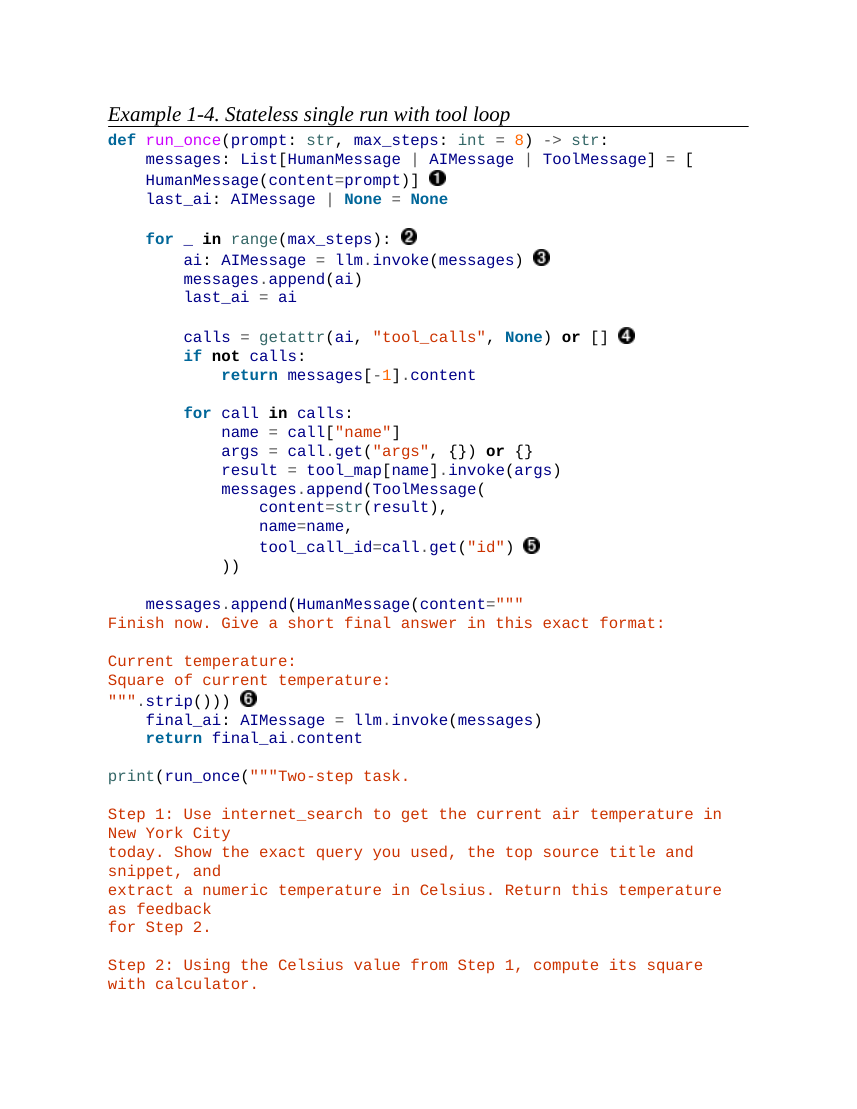 Example 1-4. Stateless single run with tool loop
def run_once(prompt: str, max_steps: int = 8) -> str:
    messages: List[HumanMessage | AIMessage | ToolMessage] = [
    HumanMessage(content=prompt)] ❶
    last_ai: AIMessage | None = None

    for _ in range(max_steps): ❷
        ai: AIMessage = llm.invoke(messages) ❸
        messages.append(ai)
        last_ai = ai

        calls = getattr(ai, "tool_calls", None) or [] ❹
        if not calls:
            return messages[-1].content

        for call in calls:
            name = call["name"]
            args = call.get("args", {}) or {}
            result = tool_map[name].invoke(args)
            messages.append(ToolMessage(
                content=str(result),
                name=name,
                tool_call_id=call.get("id") ❺
            ))

    messages.append(HumanMessage(content="""
Finish now. Give a short final answer in this exact format:

Current temperature:
Square of current temperature:
""".strip())) ❻
    final_ai: AIMessage = llm.invoke(messages)
    return final_ai.content

print(run_once("""Two-step task.

Step 1: Use internet_search to get the current air temperature in
New York City
today. Show the exact query you used, the top source title and
snippet, and
extract a numeric temperature in Celsius. Return this temperature
as feedback
for Step 2.

Step 2: Using the Celsius value from Step 1, compute its square
with calculator.